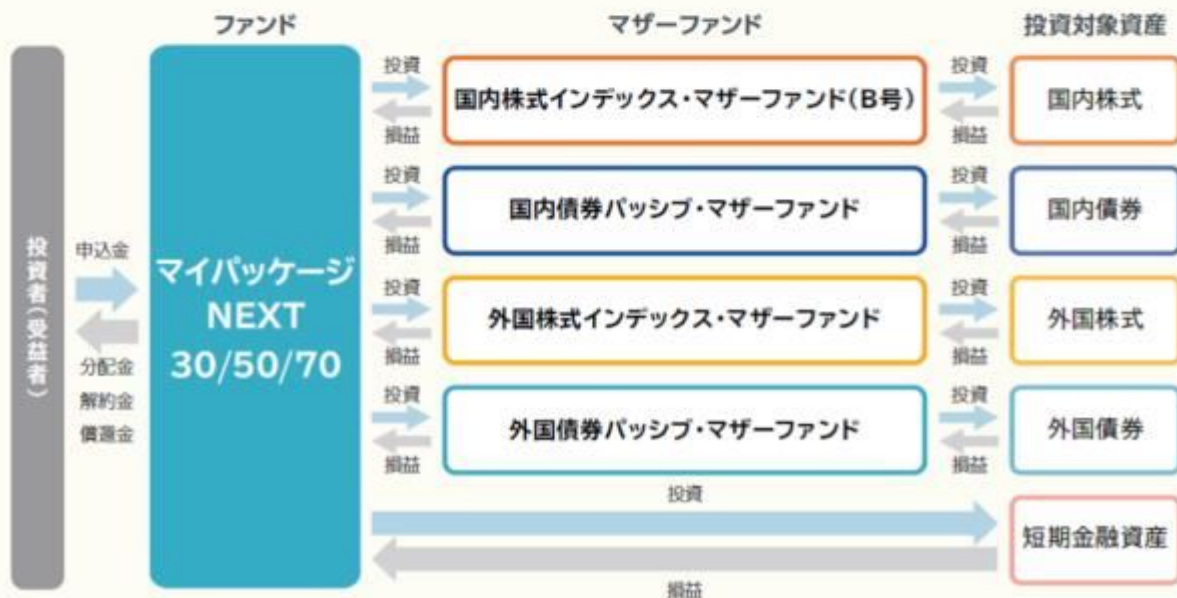 ファンド
マザーファンド
投資対象資産
投資者(受益者)
申込金
分配金
解約金
償還金
マイパッケージ
NEXT
30/50/70
投資
損益
国内株式インデックス・マザーファンド(B号)
投資
損益
国内株式
投資
損益
国内債券パッシブ・マザーファンド
投資
損益
国内債券
投資
損益
外国株式インデックス・マザーファンド
投資
損益
外国株式
投資
損益
外国債券パッシブ・マザーファンド
投資
損益
外国債券
投資
損益
短期金融資産